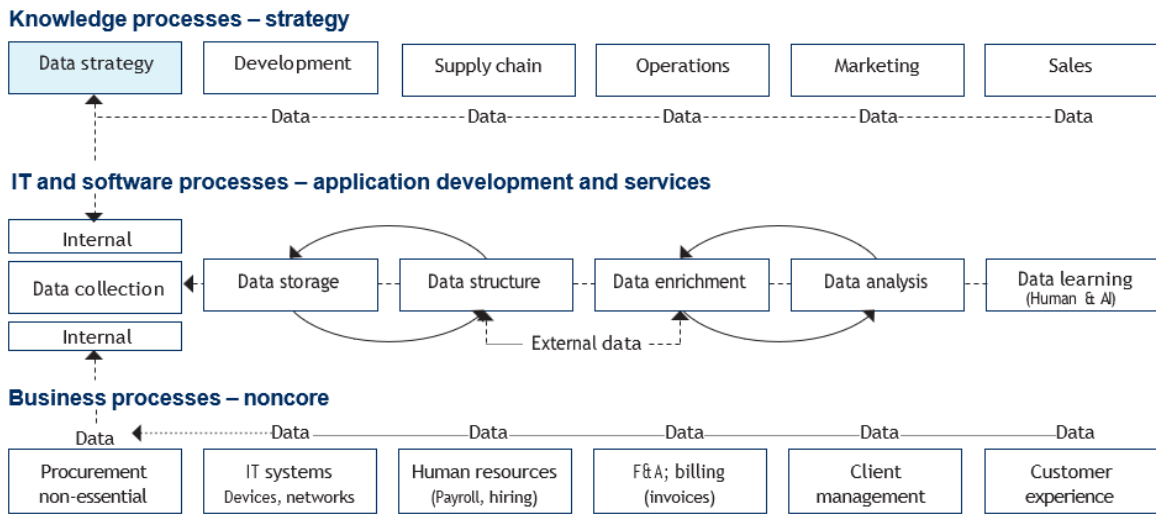 Knowledge processes – strategy
Data strategy
Development
Supply chain
Operations
Marketing
Sales
Data
Data
Data
Data
Data
IT and software processes – application development and services
Internal
Data collection
Internal
Data storage
Data structure
Data enrichment
Data analysis
Data learning
(Human & AI)
External data
Business processes – noncore
Data
Data
Data
Data
Data
Data
Procurement
non-essential
IT systems
Devices, networks
Human resources
(Payroll, hiring)
F&A; billing
(invoices)
Client
management
Customer
experience